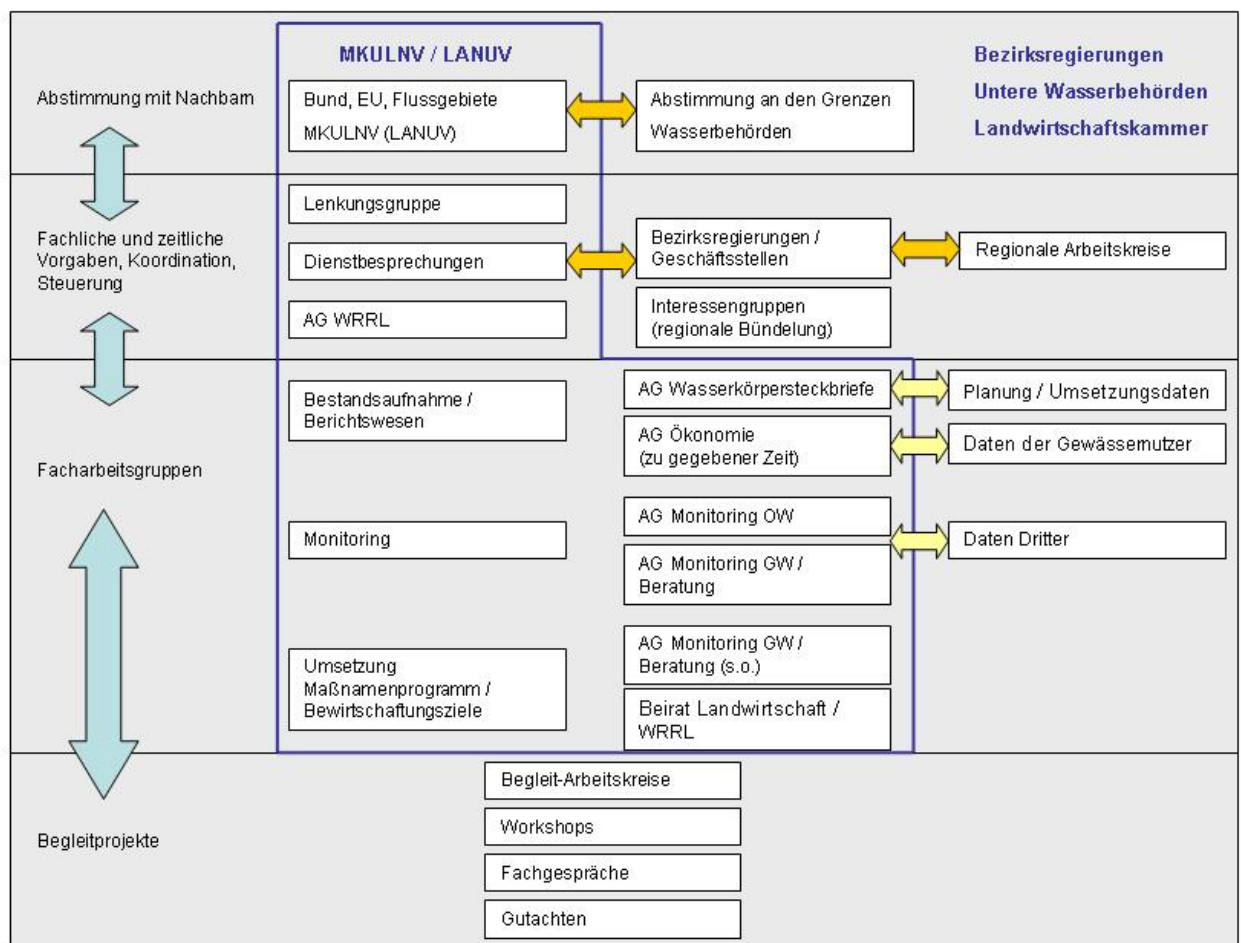 MKULNV / LANUV
Bezirksregierungen
Untere Wasserbehörden
Landwirtschaftskammer
Abstimmung mit Nachbarn
Bund, EU, Flussgebiete
MKULNV (LANUV)
Abstimmung an den Grenzen
Wasserbehörden
Fachliche und zeitliche
Vorgaben, Koordination,
Steuerung
Lenkungsgruppe
Dienstbesprechungen
AG WRRL
Bezirksregierungen /
Geschäftsstellen
Interessengruppen
(regionale Bündelung)
Regionale Arbeitskreise
Facharbeitsgruppen
Bestandsaufnahme /
Berichtswesen
AG Wasserkörpersteckbriefe
Planung / Umsetzungsdaten
AG Ökonomie
(zu gegebener Zeit)
Daten der Gewässernutzer
Monitoring
AG Monitoring OW
AG Monitoring GW /
Beratung
Daten Dritter
Umsetzung
Maßnamenprogramm /
Bewirtschaftungsziele
AG Monitoring GW /
Beratung (s.o.)
Beirat Landwirtschaft /
WRRL
Begleitprojekte
Begleit-Arbeitskreise
Workshops
Fachgespräche
Gutachten